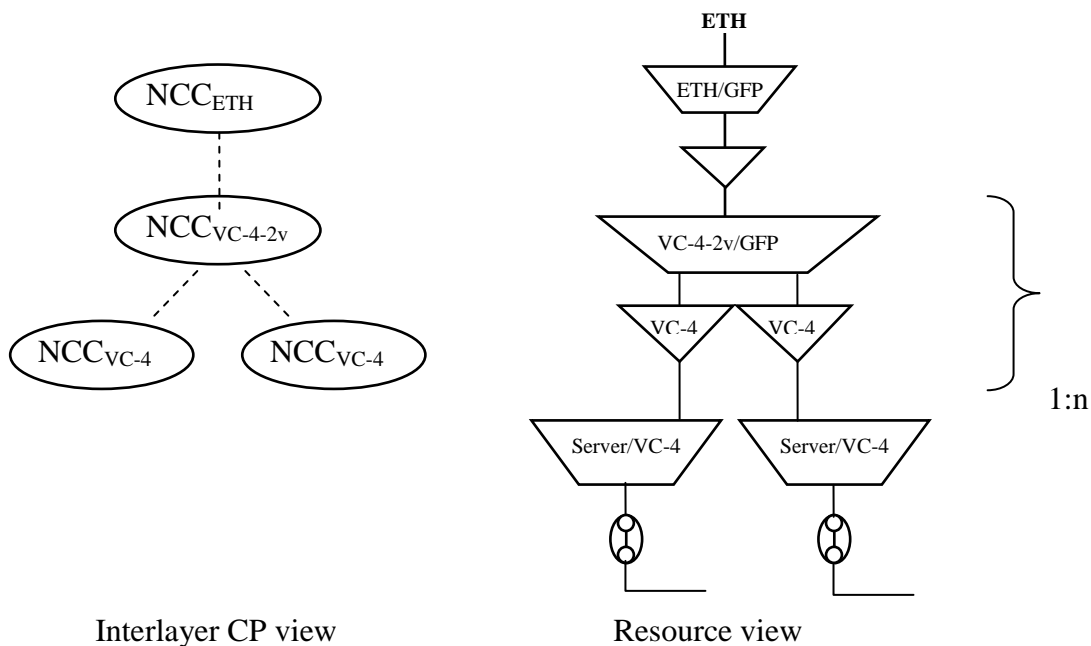 ETH
NCCETH
ETH/GFP
NCCVC-4-2v
VC-4-2v/GFP
VC-4 VC-4
NCCVC-4 NCCVC-4
1:n
Server/VC-4 Server/VC-4
Interlayer CP view Resource view